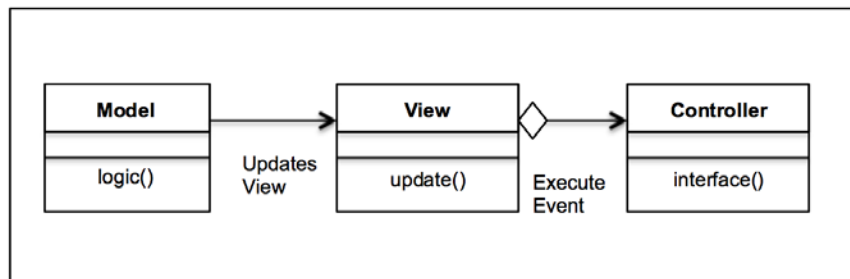 Model
logic()
Updates
View
View
update()
Execute
Event
Controller
interface()